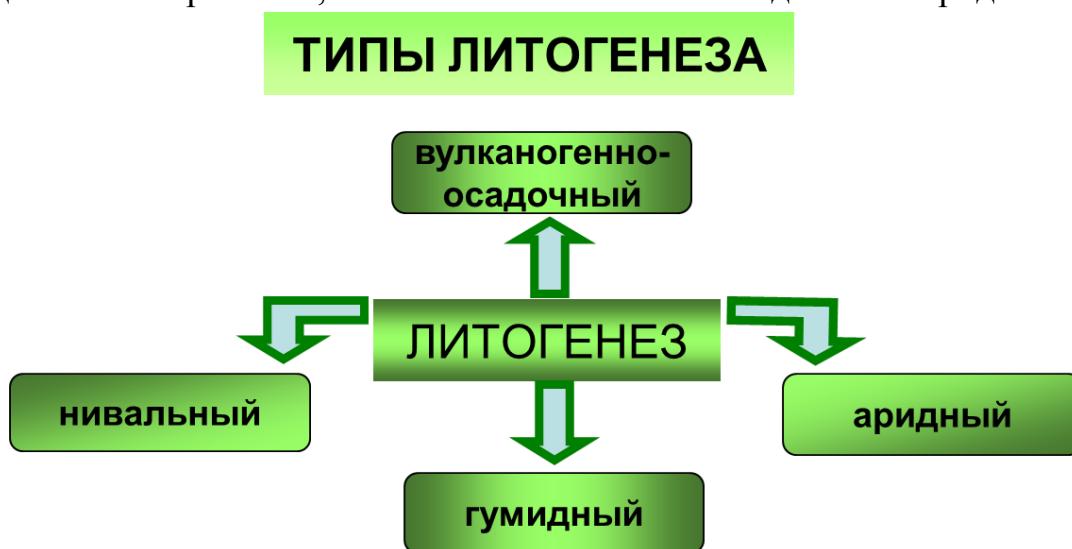 ТИПЫ ЛИТОГЕНЕЗА
вулканогенно-
осадочный
ЛИТОГЕНЕЗ
нивальный
аридный
гумидный